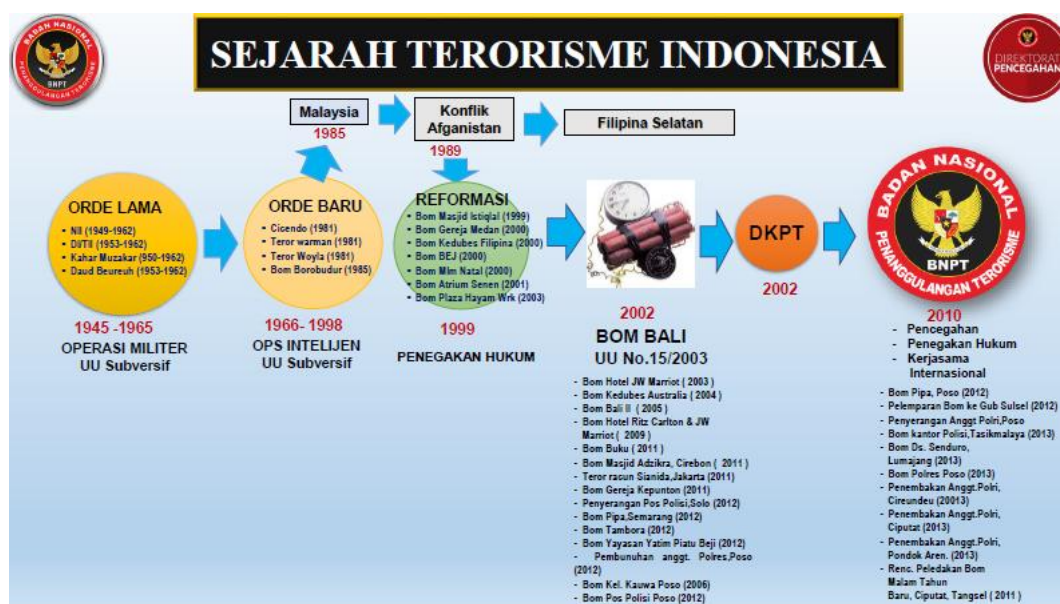 BADAN NASIONAL
PENANGGULANGAN TERORISME
BNPT
SEJARAH TERORISME INDONESIA
DIREKTORAT
PENCEGAHAN
Malaysia
1985
Konflik
Afganistan
1989
Filipina Selatan
ORDE LAMA
• NII (1949-1962)
• DI/TII (1953-1962)
• Kahar Muzakar (950-1962)
• Daud Beureuh (1953-1962)
1945 -1965
OPERASI MILITER
UU Subversif
ORDE BARU
• Cicendo (1981)
• Teror warman (1981)
• Teror Woyla (1981)
• Bom Borobudur (1985)
1966- 1998
OPS INTELIJEN
UU Subversif
REFORMASI
• Bom Masjid Istiqlal (1999)
• Bom Gereja Medan (2000)
• Bom Kedubes Filipina (2000)
• Bom BEJ (2000)
• Bom Mlm Natal (2000)
• Bom Atrium Senen (2001)
• Bom Plaza Hayam Wrk (2003)
1999
PENEGAKAN HUKUM
2002
BOM BALI
UU No.15/2003
- Bom Hotel JW Marriot ( 2003 )
- Bom Kedubes Australia ( 2004 )
- Bom Bali II ( 2005 )
- Bom Hotel Ritz Carlton & JW
Marriot ( 2009 )
- Bom Buku ( 2011 )
- Bom Masjid Adzikra, Cirebon ( 2011 )
- Teror racun Sianida,Jakarta (2011)
- Bom Gereja Kepunton (2011)
- Penyerangan Pos Polisi,Solo (2012)
- Bom Pipa,Semarang (2012)
- Bom Tambora (2012)
- Bom Yayasan Yatim Piatu Beji (2012)
- Pembunuhan anggt. Polres,Poso
(2012)
- Bom Kel. Kauwa Poso (2006)
- Bom Pos Polisi Poso (2012)
DKPT
2002
BADAN NASIONAL
PENANGGULANGAN TERORISME
BNPT
2010
- Pencegahan
- Penegakan Hukum
- Kerjasama
Internasional
- Bom Pipa, Poso (2012)
- Pelemparan Bom ke Gub Sulsel (2012)
- Penyerangan Anggt Polri,Poso
- Bom kantor Polisi,Tasikmalaya (2013)
- Bom Ds. Senduro,
Lumajang (2013)
- Bom Polres Poso (2013)
- Penembakan Anggt.Polri,
Cireundeu (20013)
- Penembakan Anggt.Polri,
Ciputat (2013)
- Penembakan Anggt.Polri,
Pondok Aren. (2013)
- Renc. Peledakan Bom
Malam Tahun
Baru, Ciputat, Tangsel ( 2011 )